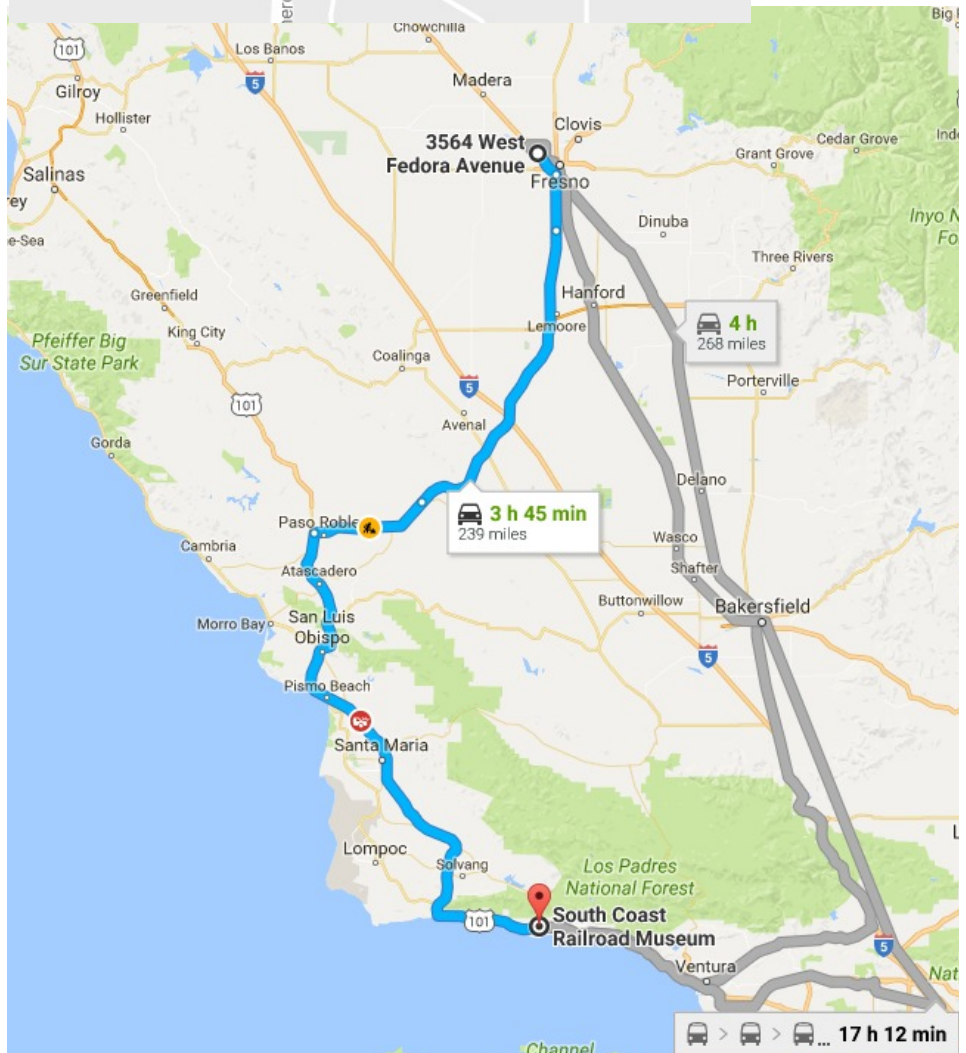 Chowchilla
101
Los Banos
5
Gilroy
Hollister
Madera
Clovis
3564 West
Fedora Avenue
Fresno
Cedar Grove
Grant Grove
Salinas
Dinuba
Three Rivers
Greenfield
Hanford
Lemoore
King City
Pfeiffer Big
Sur State Park
Coalinga
4 h
268 miles
5
Porterville
101
Avenal
Gorda
Delano
3 h 45 min
239 miles
Paso Roble
Cambria
Wasco
Shafter
Atascadero
Buttonwillow
Bakersfield
San Luis
Obispo
Morro Bay
5
Pismo Beach
Santa Maria
Lompoc
Solvang
Los Padres
National Forest
101
South Coast
Railroad Museum
5
Ventura
17 h 12 min
Channel